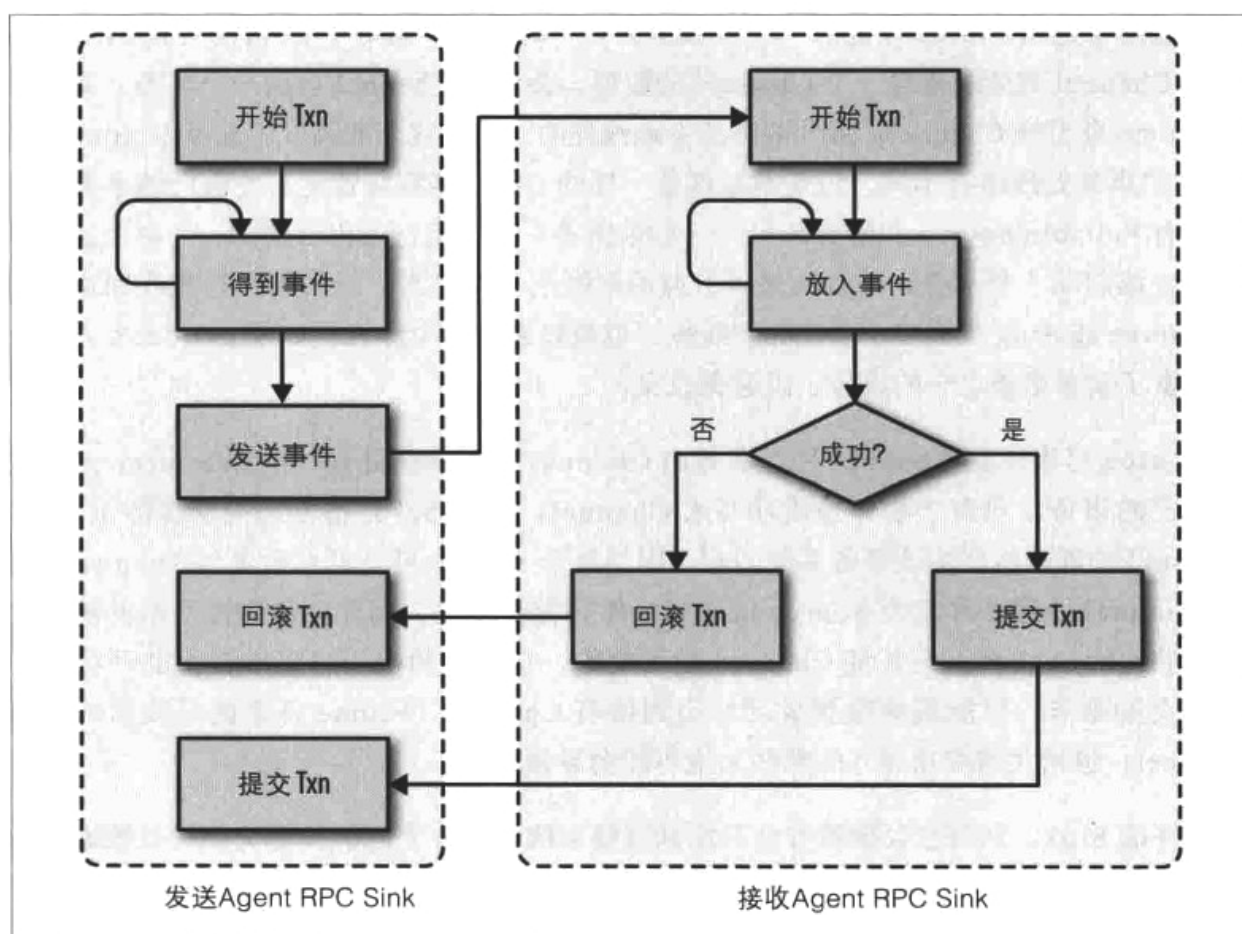 开始 Txn
得到事件
发送事件
回滚 Txn
提交 Txn
发送Agent RPC Sink
开始 Txn
放入事件
成功?
否
是
回滚 Txn
提交 Txn
接收Agent RPC Sink